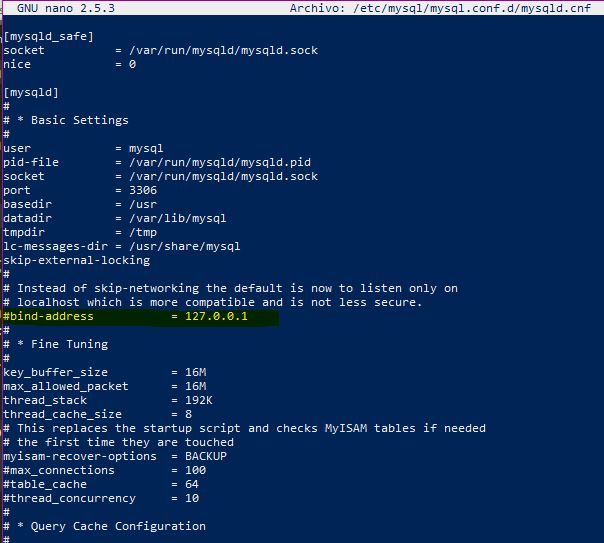 GNU nano 2.5.3 Archivo: /etc/mysql/mysql.conf.d/mysqld.cnf
[mysqld_safe]
socket = /var/run/mysqld/mysqld.sock
nice = 0
[mysqld]
#
# * Basic Settings
#
user = mysql
pid-file = /var/run/mysqld/mysqld.pid
socket = /var/run/mysqld/mysqld.sock
port = 3306
basedir = /usr
datadir = /var/lib/mysql
tmpdir = /tmp
lc-messages-dir = /usr/share/mysql
skip-external-locking
#
# Instead of skip-networking the default is now to listen only on
# localhost which is more compatible and is not less secure.
#bind-address = 127.0.0.1
#
# * Fine Tuning
#
key_buffer_size = 16M
max_allowed_packet = 16M
thread_stack = 192K
thread_cache_size = 8
# This replaces the startup script and checks MyISAM tables if needed
# the first time they are touched
myisam-recover-options = BACKUP
#max_connections = 100
#table_cache = 64
#thread_concurrency = 10
#
# * Query Cache Configuration
#